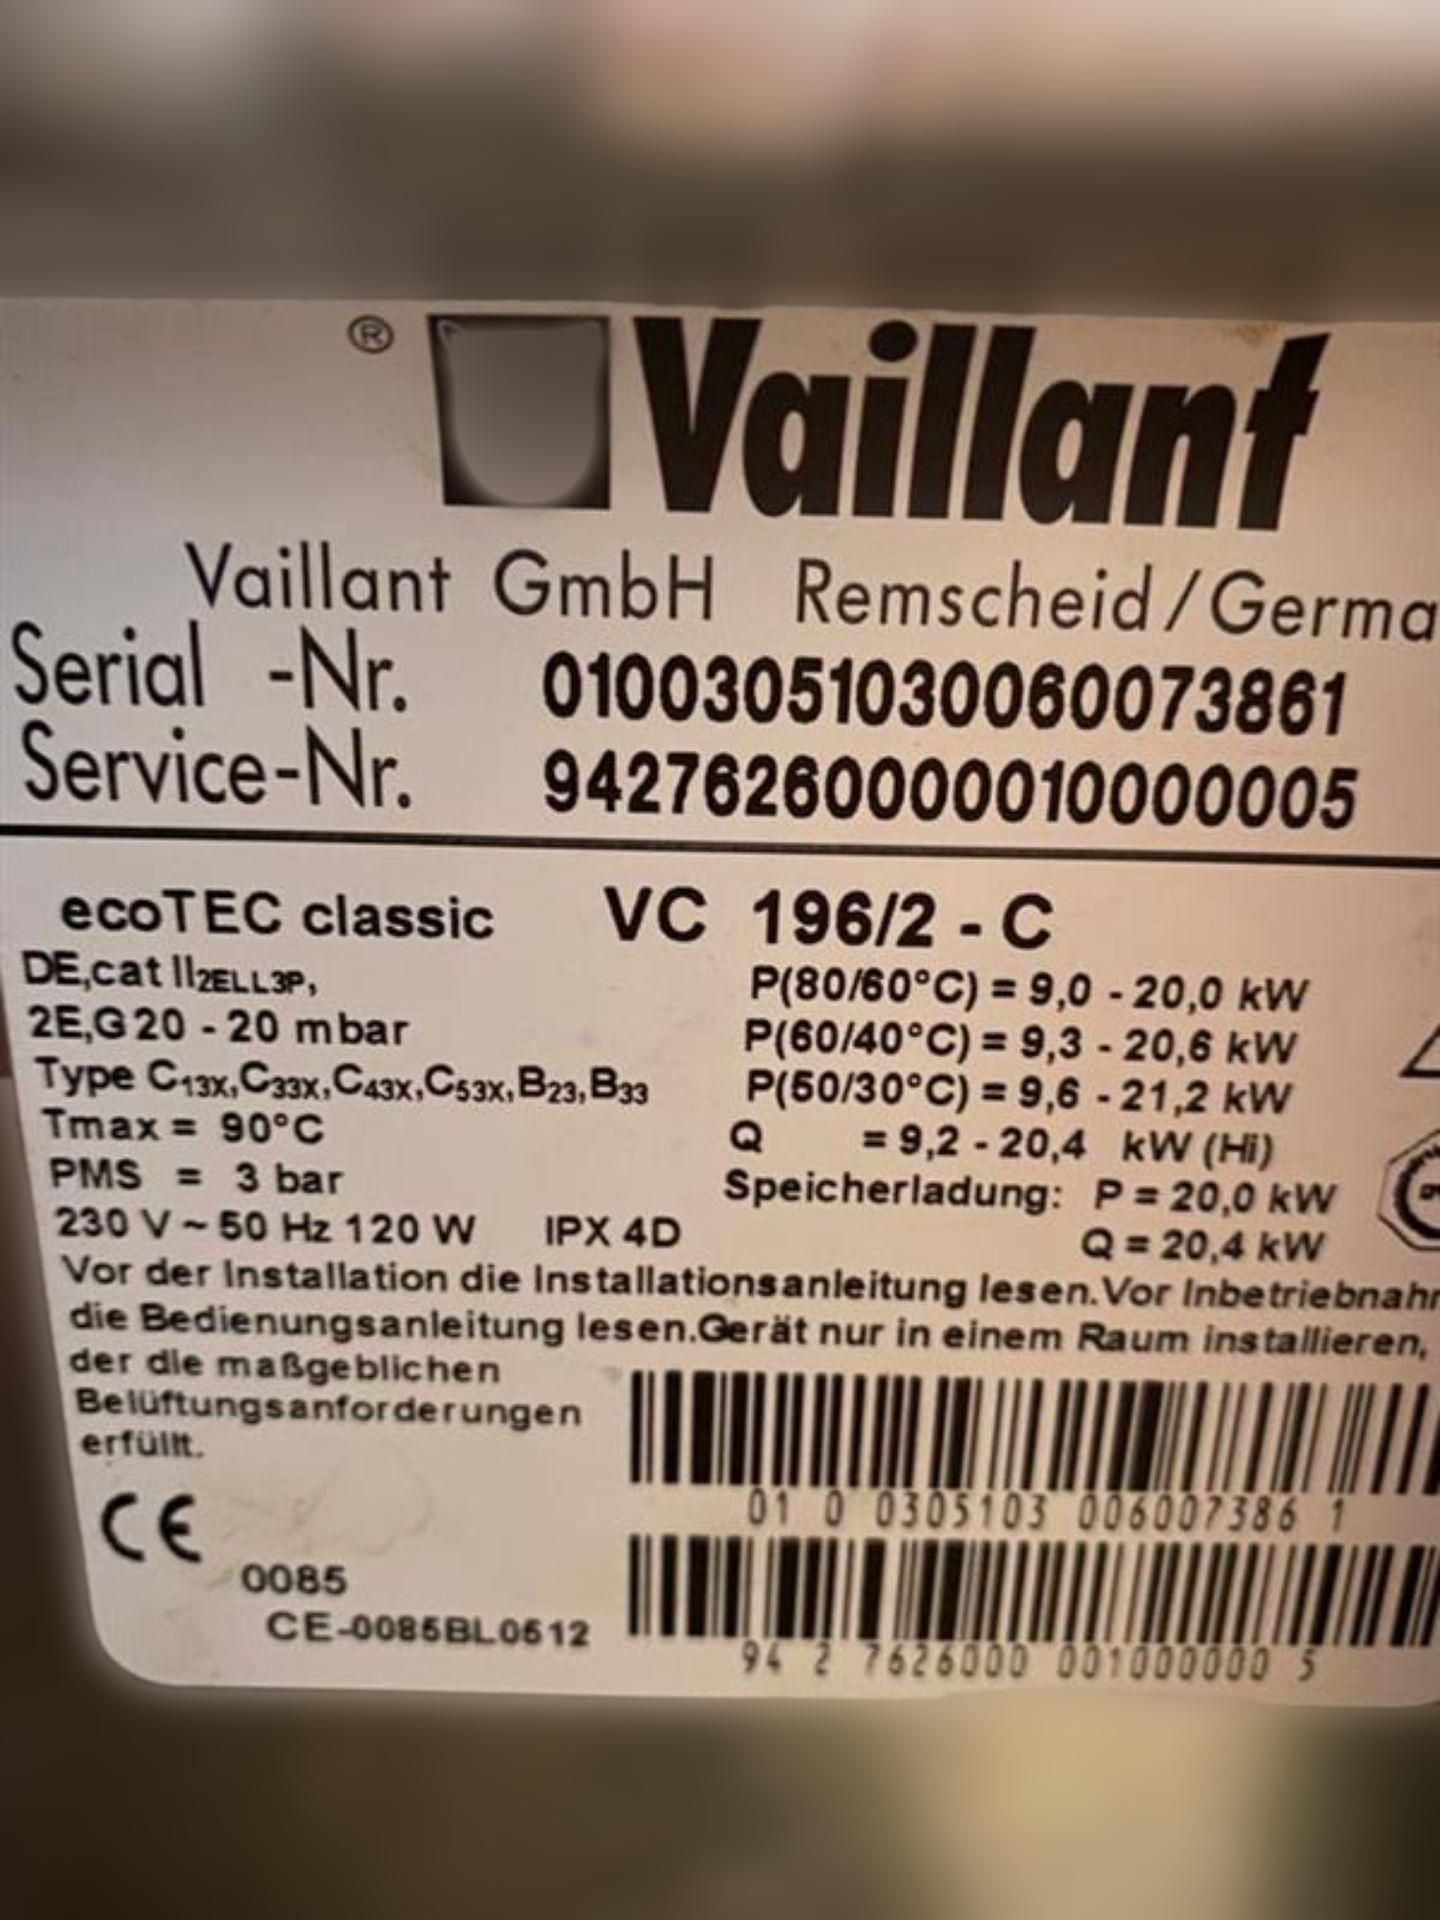 ® Vaillant
Vaillant GmbH Remscheid/Germa
Serial -Nr. 01003051030060073861
Service-Nr. 9427626000001000005
ecoTEC classic VC 196/2 - C
DE,cat II2ELL3P,
2E,G20 - 20 mbar
Type C13X,C33X,C43X,C53X,B23,B33
Tmax = 90°C
PMS = 3 bar
230 V ~ 50 Hz 120 W IPX 4D
P(80/60°C) = 9,0 - 20,0 kW
P(60/40°C) = 9,3 - 20,6 kW
P(50/30°C) = 9,6 - 21,2 kW
Q = 9,2 - 20,4 kW (Hi)
Speicherladung: P = 20,0 kW
Q = 20,4 kW
Vor der Installation die Installationsanleitung lesen.Vor Inbetriebnahm
die Bedienungsanleitung lesen.Gerät nur in einem Raum installieren,
der die maßgeblichen
Belüftungsanforderungen
erfüllt.
01 0 0305103 006007386 1
CE
0085
CE-0085BL0512
94 2 7626000 001000000 5